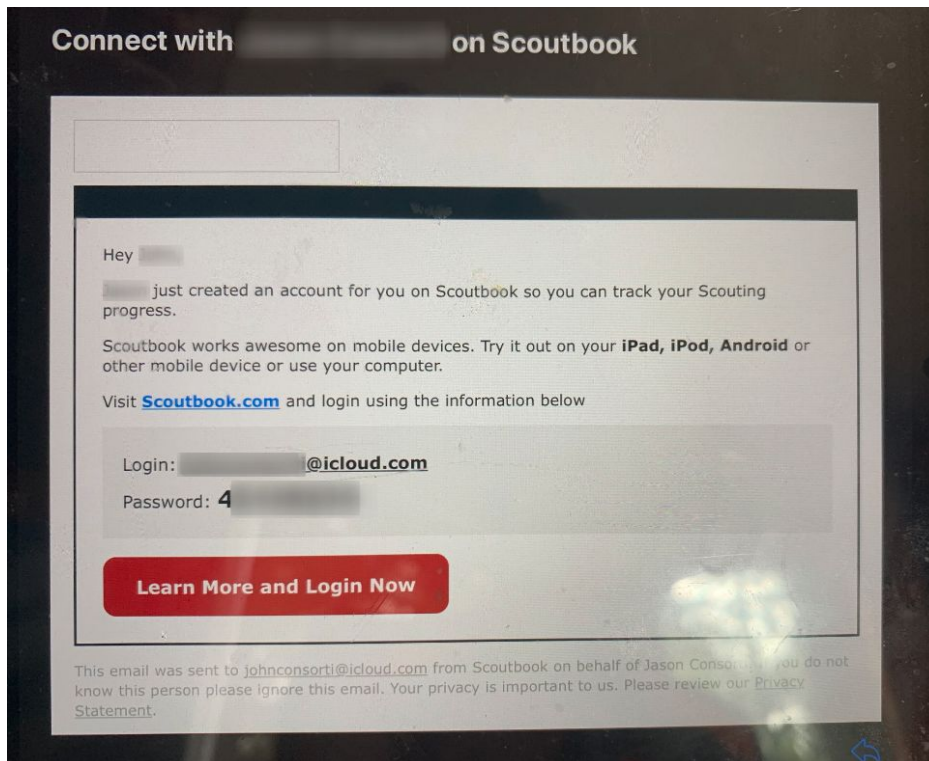 Connect with on Scoutbook
Hey
just created an account for you on Scoutbook so you can track your Scouting
progress.
Scoutbook works awesome on mobile devices. Try it out on your iPad, iPod, Android or
other mobile device or use your computer.
Visit Scoutbook.com and login using the information below
Login: @icloud.com
Password: 4
Learn More and Login Now
This email was sent to johnconsorti@icloud.com from Scoutbook on behalf of Jason you do not
know this person please ignore this email. Your privacy is important to us. Please review our Privacy
Statement.